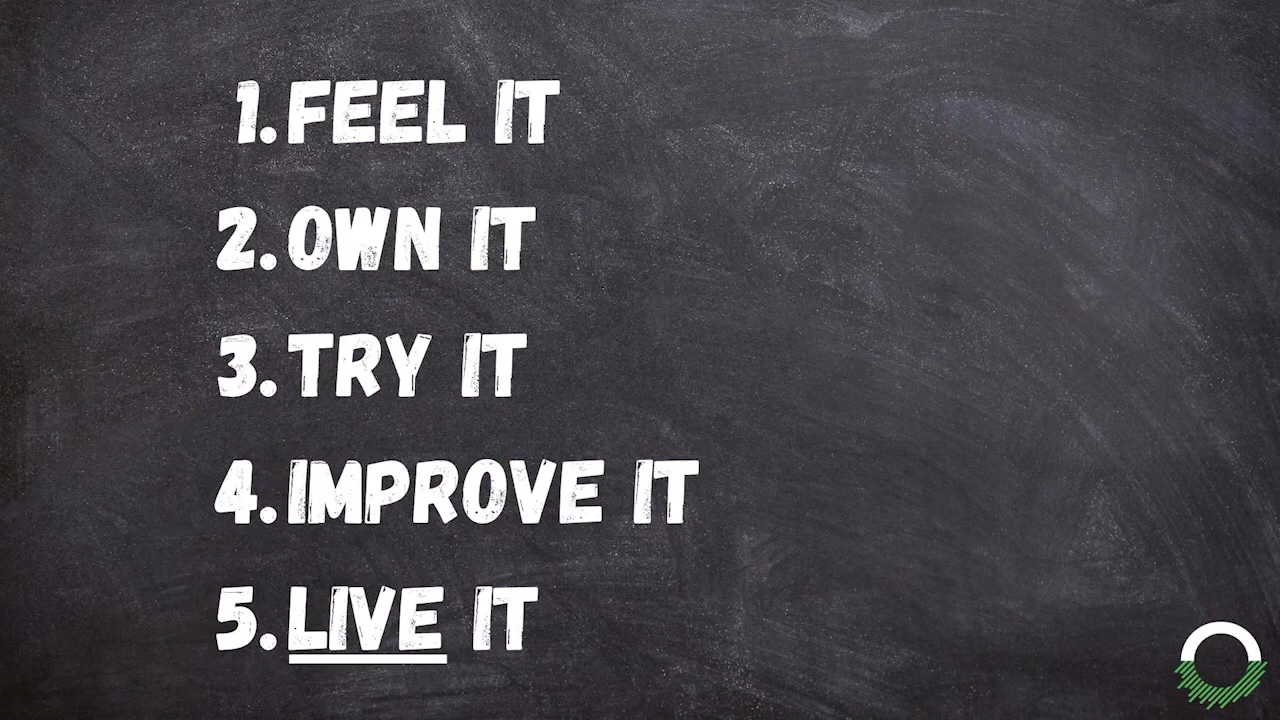 1. FEEL IT
2. OWN IT
3. TRY IT
4. IMPROVE IT
5. LIVE IT